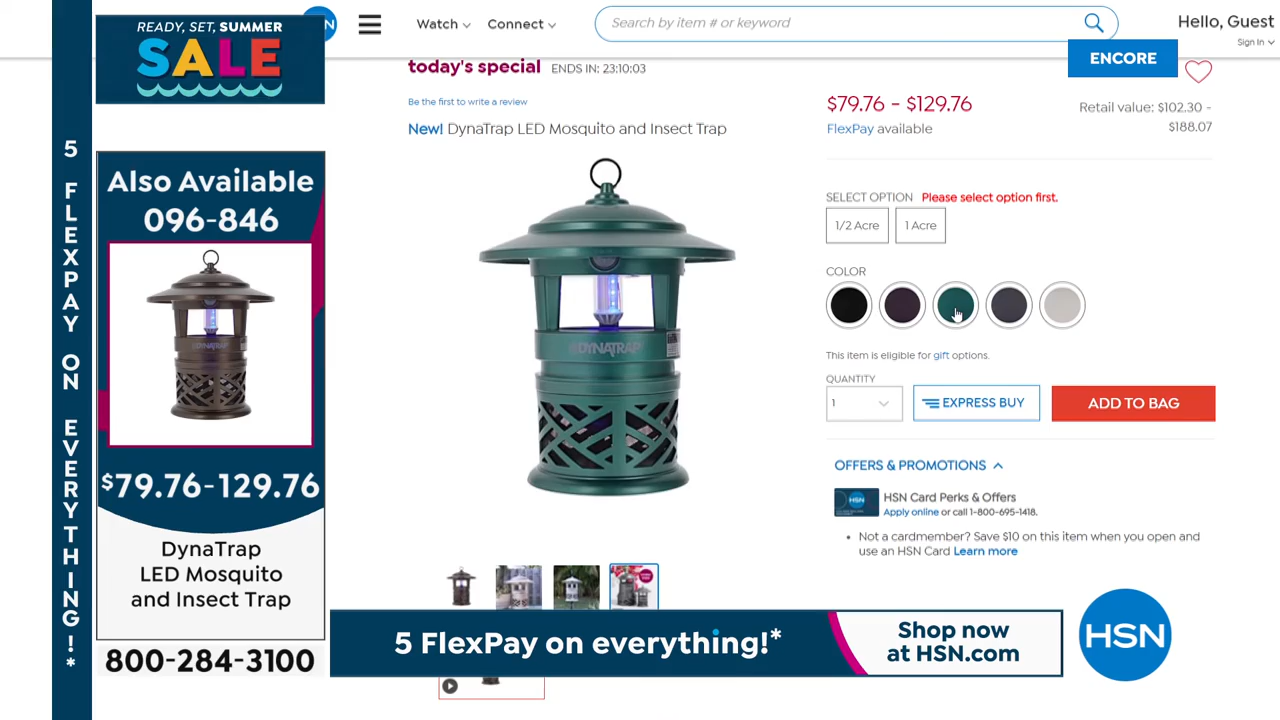 READY, SET, SUMMER
SALE
5 FLEXPAY ON EVERYTHING!*
Also Available
096-846
$79.76-129.76
DynaTrap
LED Mosquito
and Insect Trap
800-284-3100
Watch
Connect
Search by item # or keyword
Hello, Guest
Sign In
ENCORE
today's special ENDS IN: 23:10:03
Be the first to write a review
New! DynaTrap LED Mosquito and Insect Trap
DYNATRAP
$79.76 - $129.76
FlexPay available
Retail value: $102.30 -
$188.07
SELECT OPTION Please select option first.
1/2 Acre
1 Acre
COLOR
This item is eligible for gift options.
QUANTITY
1
EXPRESS BUY
ADD TO BAG
OFFERS & PROMOTIONS
HSN
HSN Card Perks & Offers
Apply online or call 1-800-695-1418.
• Not a cardmember? Save $10 on this item when you open and
use an HSN Card Learn more
5 FlexPay on everything!*
Shop now
at HSN.com
HSN